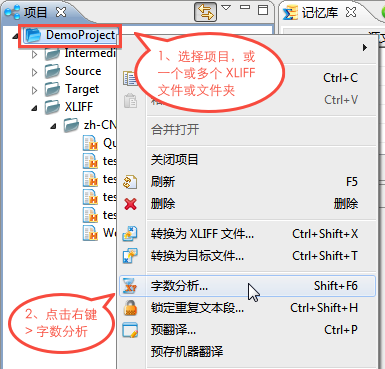 项目
记忆库
DemoProject
Intermedi
Source
Target
XLIFF
zh-CN
Qu
tes
tes
tes
tes
We
1、选择项目，或
一个或多个 XLIFF
文件或文件夹
Ctrl+C
Ctrl+V
合并打开
关闭项目
刷新 F5
删除 删除
转换为 XLIFF 文件... Ctrl+Shift+X
转换为目标文件... Ctrl+Shift+T
字数分析... Shift+F6
锁定重复文本段... Ctrl+Shift+H
预翻译... Ctrl+P
预存机器翻译
2、点击右键
> 字数分析